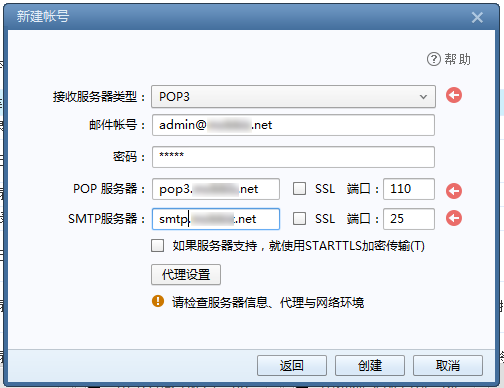 新建帐号
帮助
接收服务器类型： POP3
邮件帐号： admin@ .net
密码： *****
POP 服务器： pop3. .net SSL 端口： 110
SMTP服务器： smtp. .net SSL 端口： 25
如果服务器支持，就使用STARTTLS加密传输(T)
代理设置
请检查服务器信息、代理与网络环境
返回 创建 取消